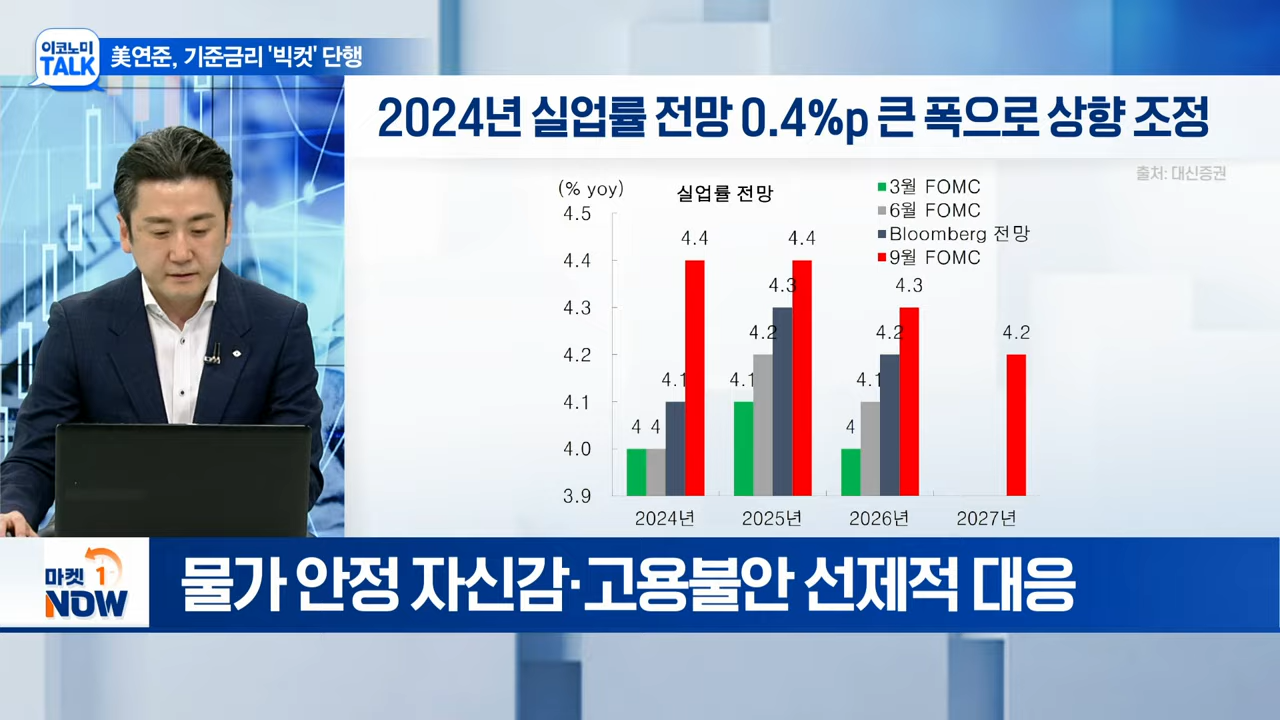 이코노미
TALK
美연준, 기준금리 '빅컷' 단행
2024년 실업률 전망 0.4%p 큰 폭으로 상향 조정
출처: 대신증권
(% yoy)
실업률 전망
3월 FOMC
6월 FOMC
Bloomberg 전망
9월 FOMC
4.5
4.4
4.3
4.2
4.1
4.0
3.9
4 4 4.1 4.4
4.1 4.2 4.3 4.4
4 4.1 4.2 4.3
4.2
2024년 2025년 2026년 2027년
마켓 1
NOW
물가 안정 자신감·고용불안 선제적 대응